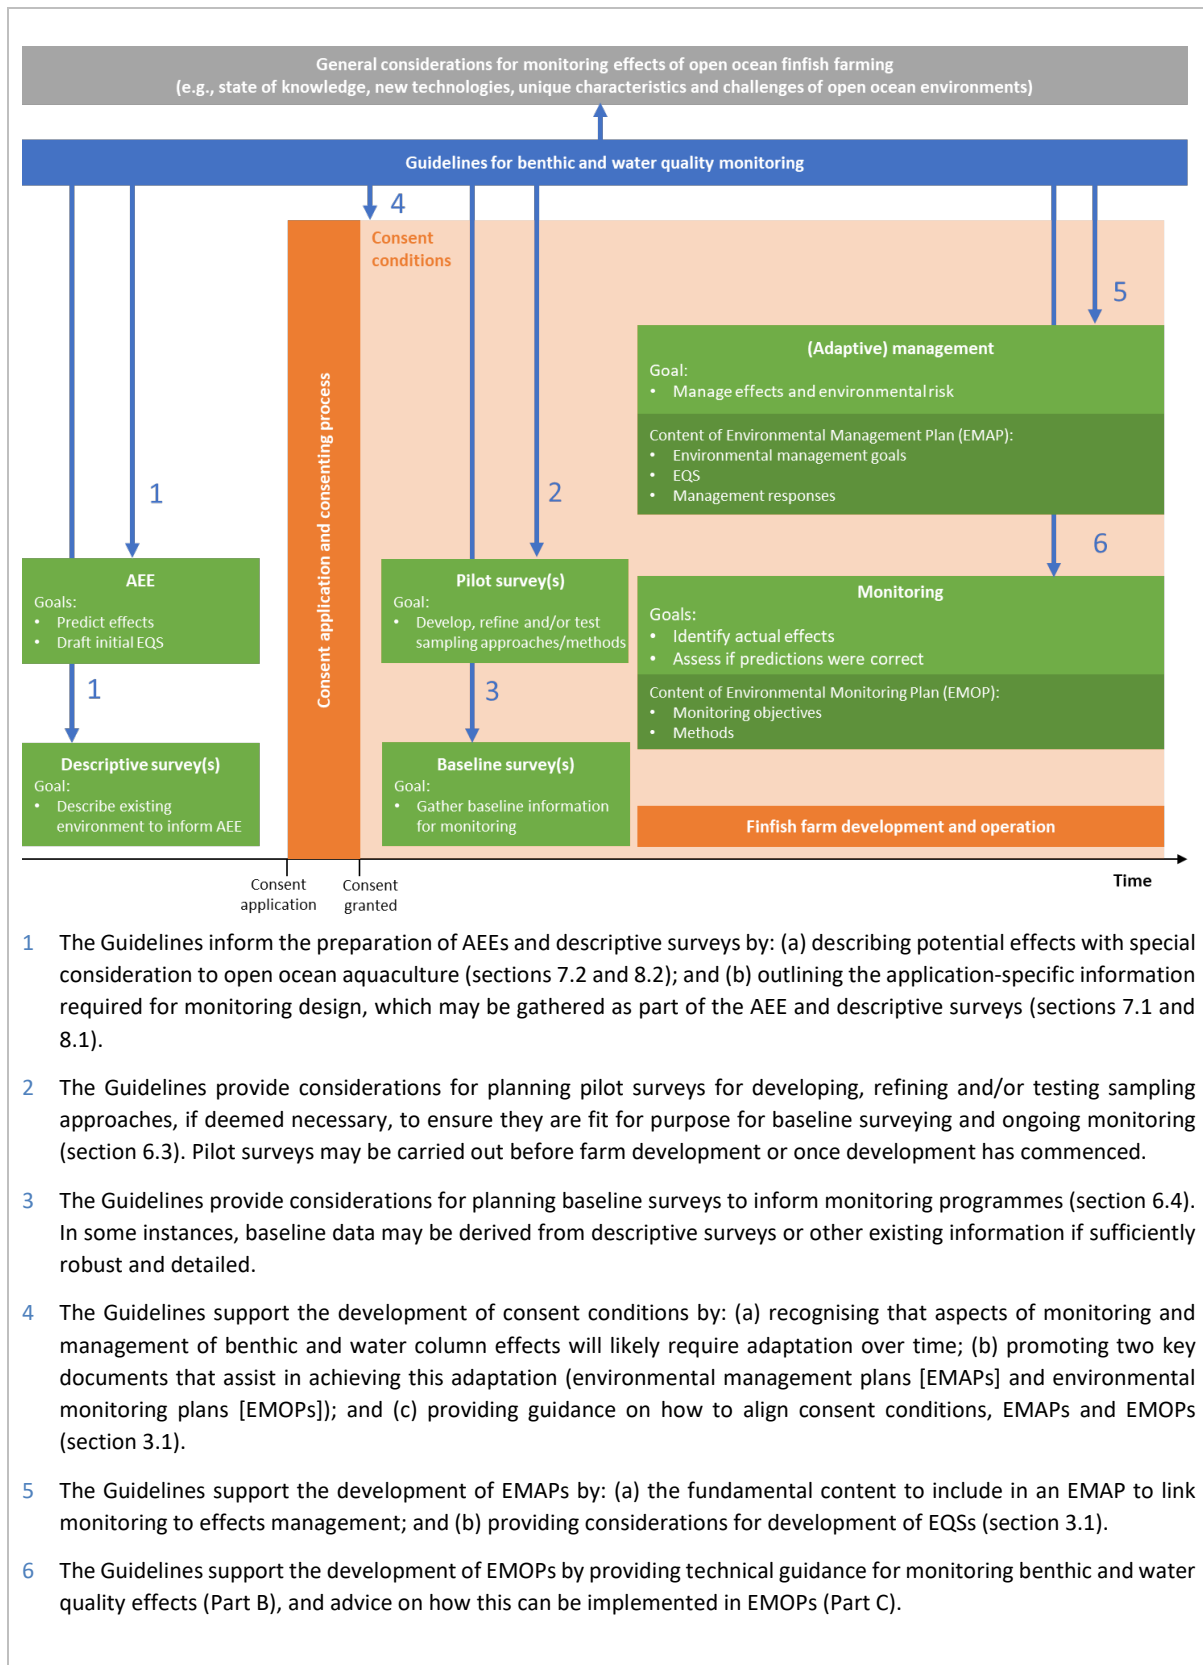 General considerations for monitoring effects of open ocean finfish farming
(e.g., state of knowledge, new technologies, unique characteristics and challenges of open ocean environments)
Guidelines for benthic and water quality monitoring
4
Consent
conditions
5
(Adaptive) management
Goal:
• Manage effects and environmental risk
Content of Environmental Management Plan (EMAP):
• Environmental management goals
• EQS
• Management responses
Consent application and consenting process
1
2
6
AEE
Goals:
• Predict effects
• Draft initial EQS
Pilot survey(s)
Goal:
• Develop, refine and/or test
sampling approaches/methods
Monitoring
Goals:
• Identify actual effects
• Assess if predictions were correct
Content of Environmental Monitoring Plan (EMOP):
• Monitoring objectives
• Methods
1
3
Descriptive survey(s)
Goal:
• Describe existing
environment to inform AEE
Baseline survey(s)
Goal:
• Gather baseline information
for monitoring
Finfish farm development and operation
Time
Consent
application
Consent
granted
1 The Guidelines inform the preparation of AEEs and descriptive surveys by: (a) describing potential effects with special
consideration to open ocean aquaculture (sections 7.2 and 8.2); and (b) outlining the application-specific information
required for monitoring design, which may be gathered as part of the AEE and descriptive surveys (sections 7.1 and
8.1).
2 The Guidelines provide considerations for planning pilot surveys for developing, refining and/or testing sampling
approaches, if deemed necessary, to ensure they are fit for purpose for baseline surveying and ongoing monitoring
(section 6.3). Pilot surveys may be carried out before farm development or once development has commenced.
3 The Guidelines provide considerations for planning baseline surveys to inform monitoring programmes (section 6.4).
In some instances, baseline data may be derived from descriptive surveys or other existing information if sufficiently
robust and detailed.
4 The Guidelines support the development of consent conditions by: (a) recognising that aspects of monitoring and
management of benthic and water column effects will likely require adaptation over time; (b) promoting two key
documents that assist in achieving this adaptation (environmental management plans [EMAPs] and environmental
monitoring plans [EMOPs]); and (c) providing guidance on how to align consent conditions, EMAPs and EMOPs
(section 3.1).
5 The Guidelines support the development of EMAPs by: (a) the fundamental content to include in an EMAP to link
monitoring to effects management; and (b) providing considerations for development of EQSs (section 3.1).
6 The Guidelines support the development of EMOPs by providing technical guidance for monitoring benthic and water
quality effects (Part B), and advice on how this can be implemented in EMOPs (Part C).